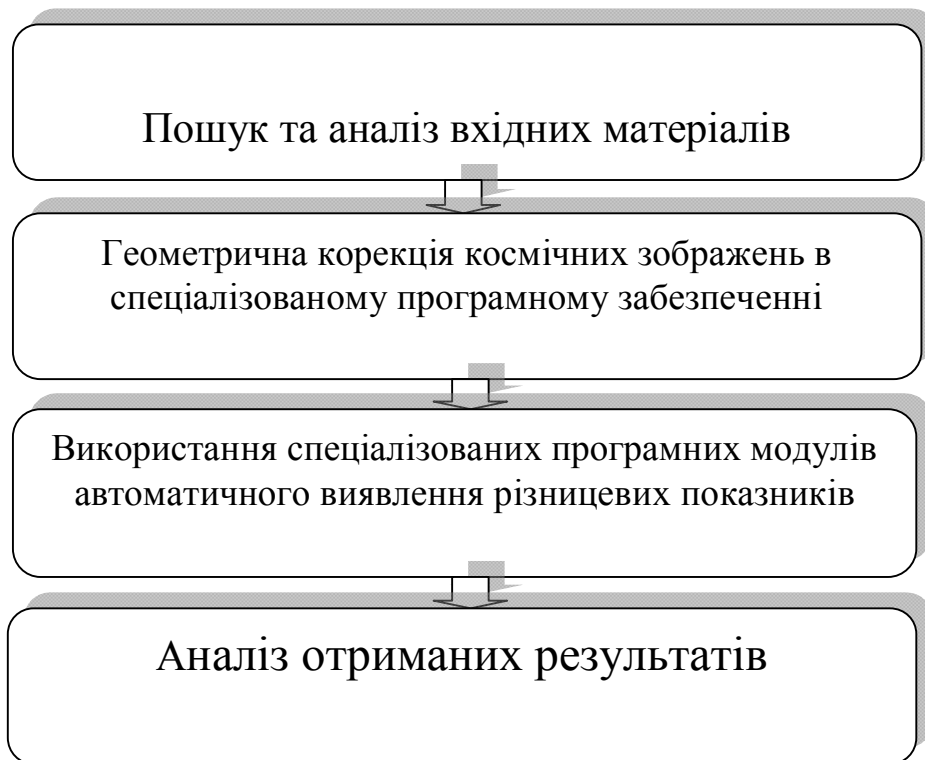 Пошук та аналіз вхідних матеріалів
Геометрична корекція космічних зображень в
спеціалізованому програмному забезпеченні
Використання спеціалізованих програмних модулів
автоматичного виявлення різницевих показників
Аналіз отриманих результатів